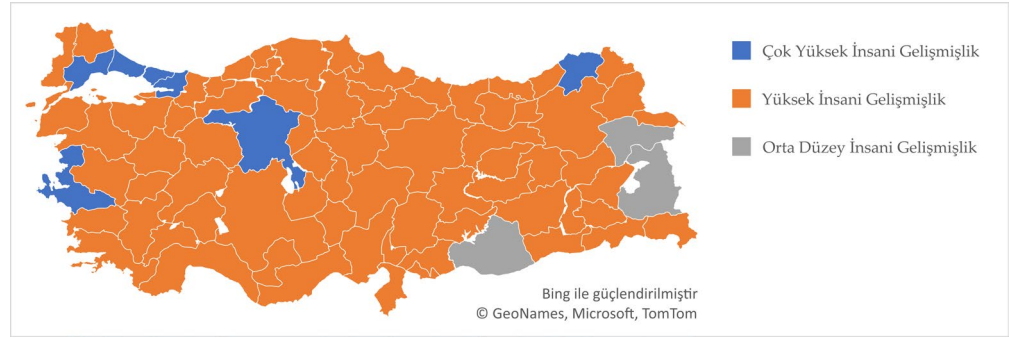 Çok Yüksek İnsani Gelişmişlik
Yüksek İnsani Gelişmişlik
Orta Düzey İnsani Gelişmişlik
Bing ile güçlendirilmiştir
© GeoNames, Microsoft, TomTom